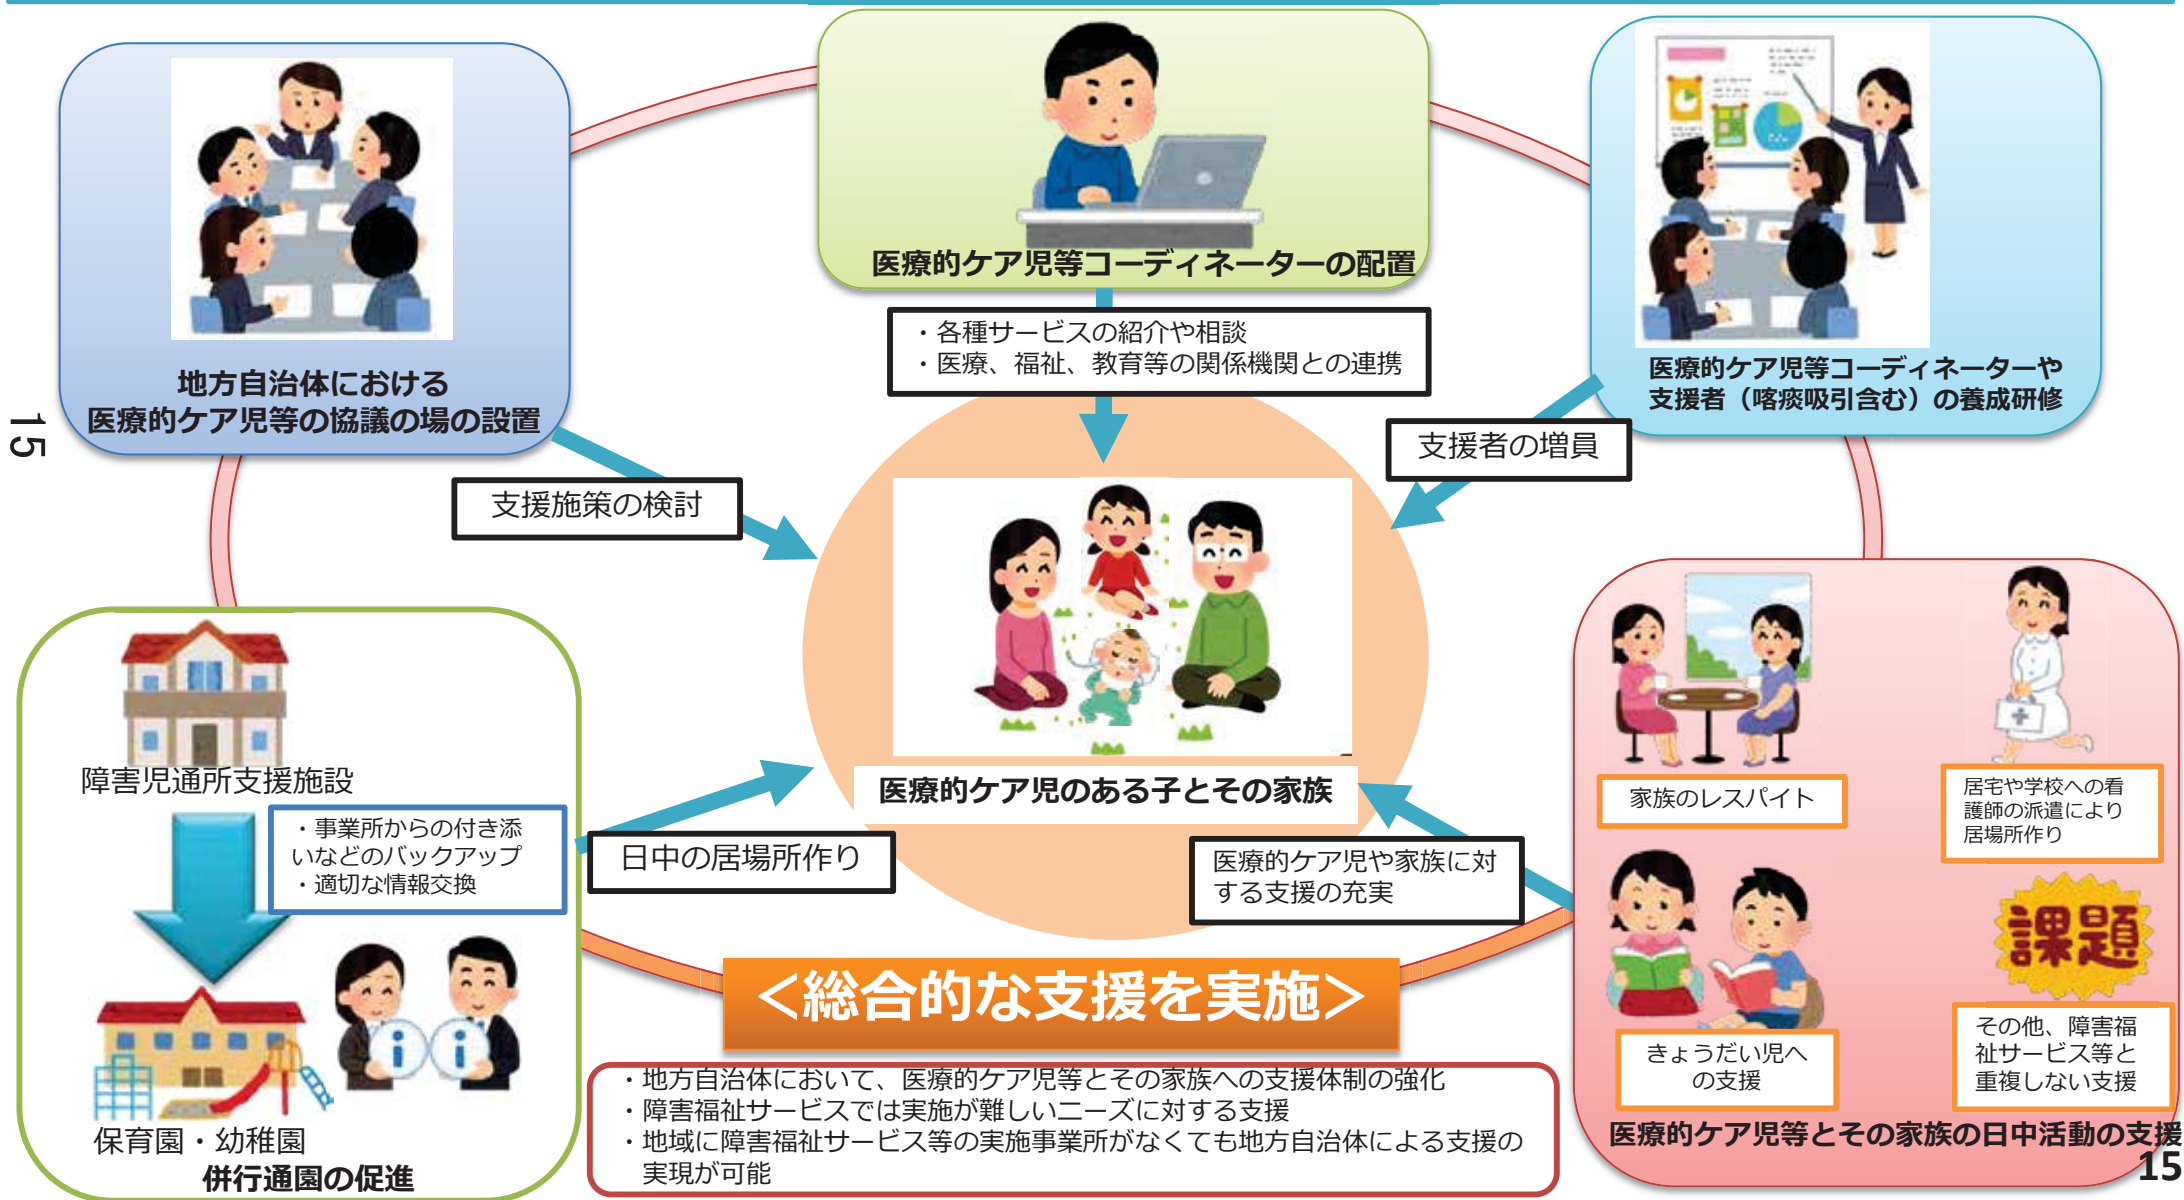 医療的ケア児等コーディネーターの配置
・各種サービスの紹介や相談
・医療、福祉、教育等の関係機関との連携
地方自治体における
医療的ケア児等の協議の場の設置
支援施策の検討
医療的ケア児等コーディネーターや
支援者（喀痰吸引含む）の養成研修
支援者の増員
15
医療的ケア児のある子とその家族
障害児通所支援施設
・事業所からの付き添
いなどのバックアップ
・適切な情報交換
日中の居場所作り
保育園・幼稚園
併行通園の促進
医療的ケア児や家族に対
する支援の充実
家族のレスパイト
居宅や学校への看
護師の派遣により
居場所作り
きょうだい児へ
の支援
課題
その他、障害福
祉サービス等と
重複しない支援
医療的ケア児等とその家族の日中活動の支援
＜総合的な支援を実施＞
・地方自治体において、医療的ケア児等とその家族への支援体制の強化
・障害福祉サービスでは実施が難しいニーズに対する支援
・地域に障害福祉サービス等の実施事業所がなくても地方自治体による支援の
実現が可能
15